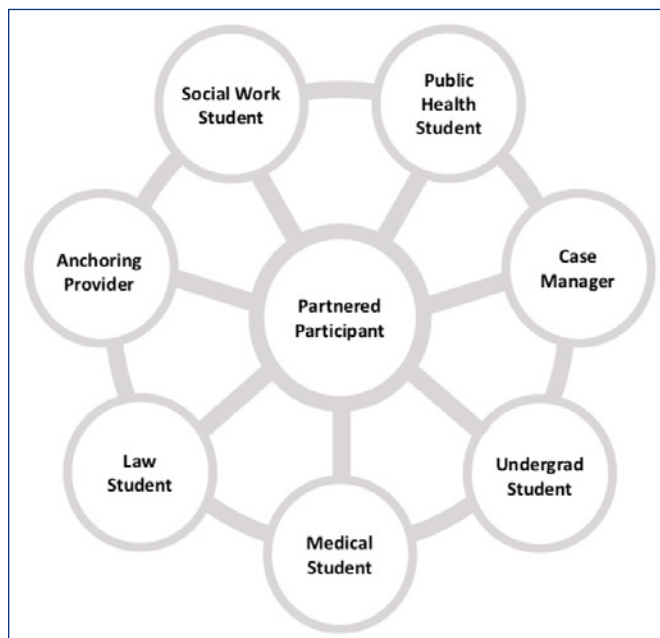 Social Work
Student
Public
Health
Student
Anchoring
Provider
Case
Manager
Partnered
Participant
Law
Student
Undergrad
Student
Medical
Student